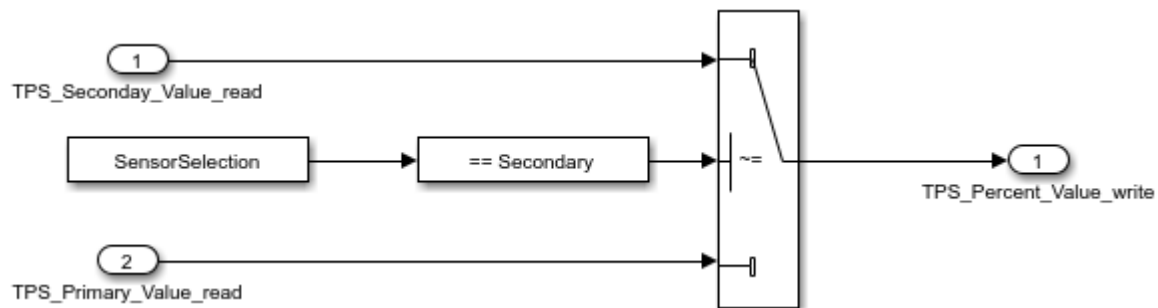 1
TPS_Seconday_Value_read
SensorSelection
== Secondary
~=
1
TPS_Percent_Value_write
2
TPS_Primary_Value_read